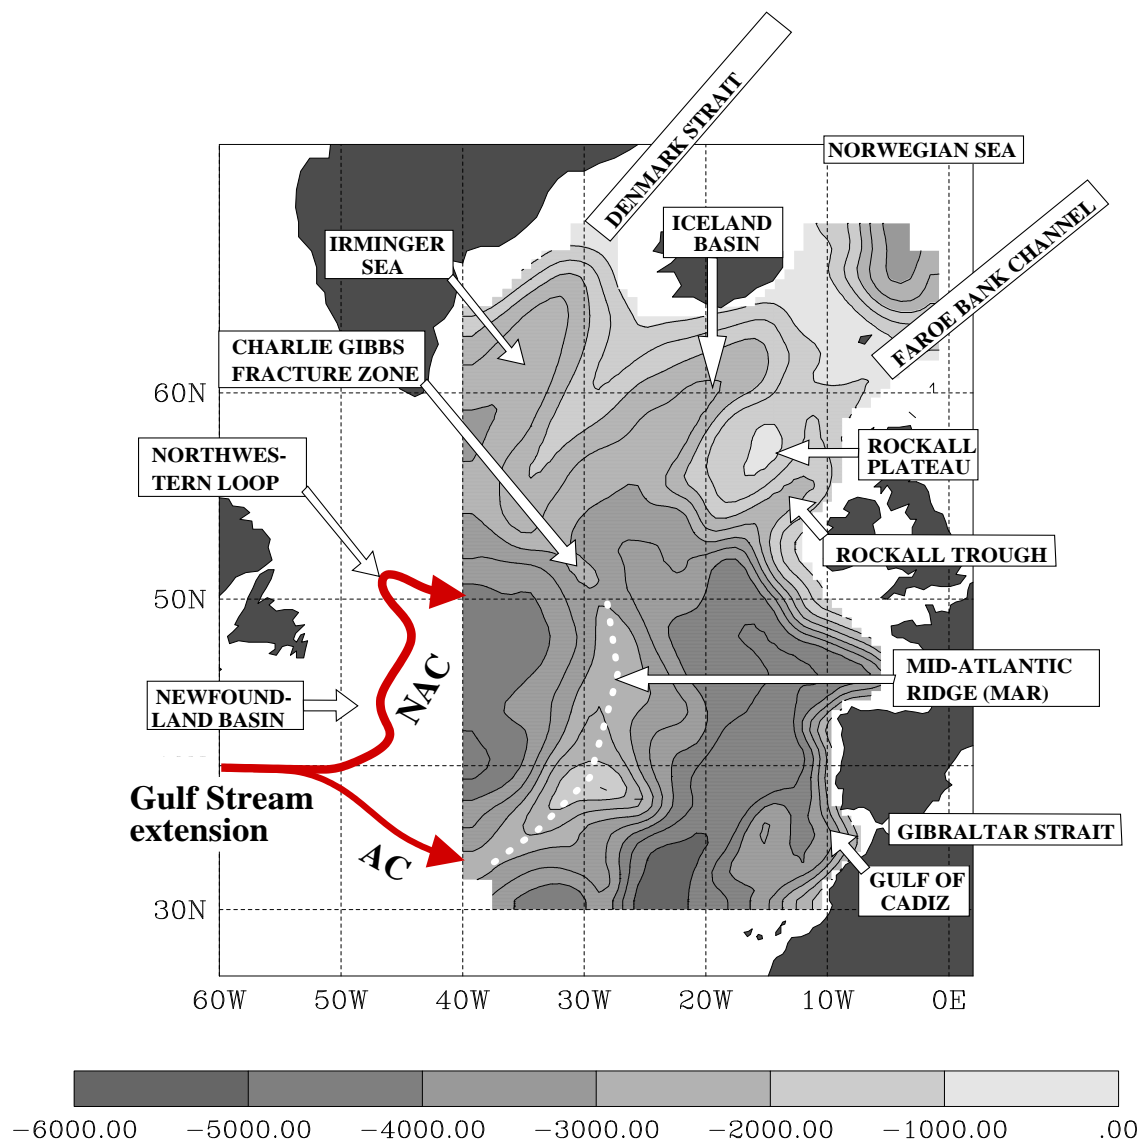 DENMARK STRAIT
NORWEGIAN SEA
ICELAND
BASIN
IRMINGER
SEA
FAROE BANK CHANNEL
CHARLIE GIBBS
FRACTURE ZONE
60N
ROCKALL
PLATEAU
NORTHWES-
TERN LOOP
ROCKALL TROUGH
50N
MID-ATLANTIC
RIDGE (MAR)
NAC
NEWFOUND-
LAND BASIN
Gulf Stream
extension
GIBRALTAR STRAIT
AC
GULF OF
CADIZ
30N
60W 50W 40W 30W 20W 10W 0E
-6000.00 -5000.00 -4000.00 -3000.00 -2000.00 -1000.00 .00